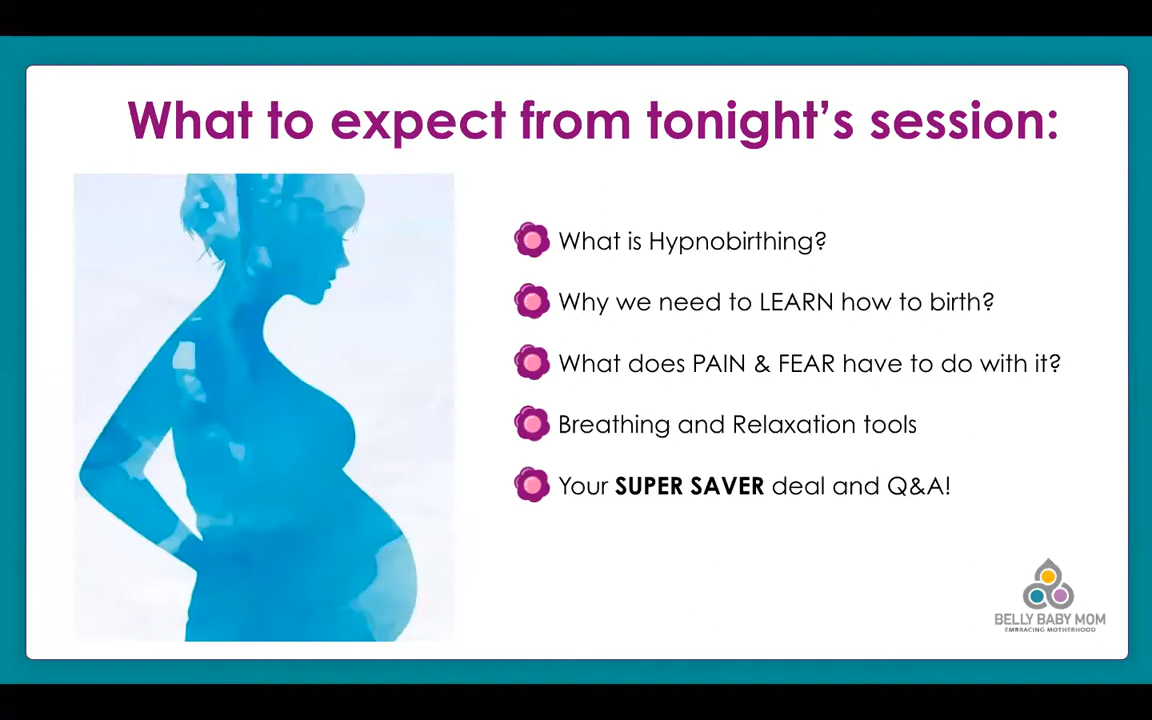 What to expect from tonight’s session:
What is Hypnobirthing?
Why we need to LEARN how to birth?
What does PAIN & FEAR have to do with it?
Breathing and Relaxation tools
Your SUPER SAVER deal and Q&A!
BELLY BABY MOM
EMBRACING MOTHERHOOD